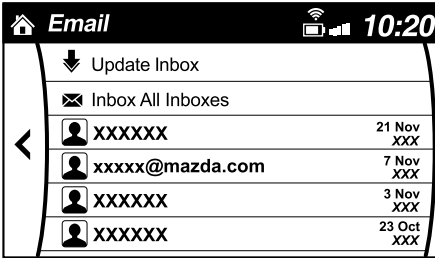 Email 10:20
Update Inbox
Inbox All Inboxes
XXXXXX 21 Nov
XXX
xxxxx@mazda.com 7 Nov
XXX
XXXXXX 3 Nov
XXX
XXXXXX 23 Oct
XXX